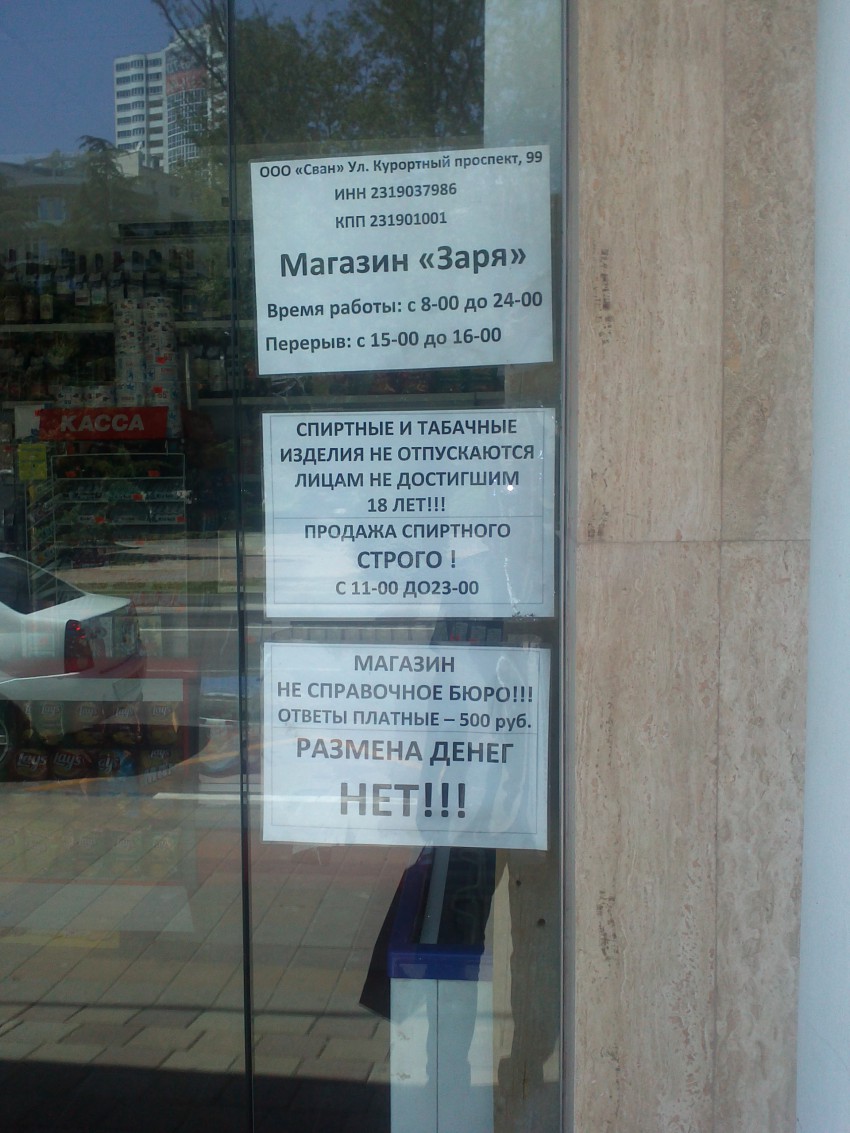 ООО «Сван» Ул. Курортный проспект, 99
ИНН 2319037986
КПП 231901001
Магазин «Заря»
Время работы: с 8-00 до 24-00
Перерыв: с 15-00 до 16-00
КАССА
СПИРТНЫЕ И ТАБАЧНЫЕ
ИЗДЕЛИЯ НЕ ОТПУСКАЮТСЯ
ЛИЦАМ НЕ ДОСТИГШИМ
18 ЛЕТ!!!
ПРОДАЖА СПИРТНОГО
СТРОГО !
С 11-00 ДО23-00
МАГАЗИН
НЕ СПРАВОЧНОЕ БЮРО!!!
ОТВЕТЫ ПЛАТНЫЕ – 500 руб.
РАЗМЕНА ДЕНЕГ
НЕТ!!!
Lays Lays